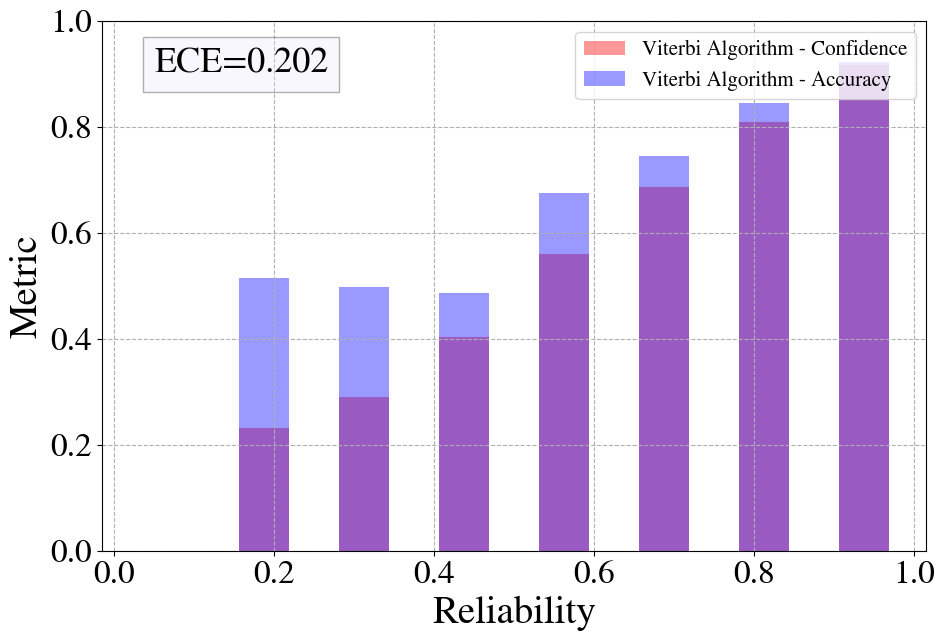 ECE=0.202
Viterbi Algorithm - Confidence
Viterbi Algorithm - Accuracy
Metric
1.0
0.8
0.6
0.4
0.2
0.0
0.0 0.2 0.4 0.6 0.8 1.0
Reliability